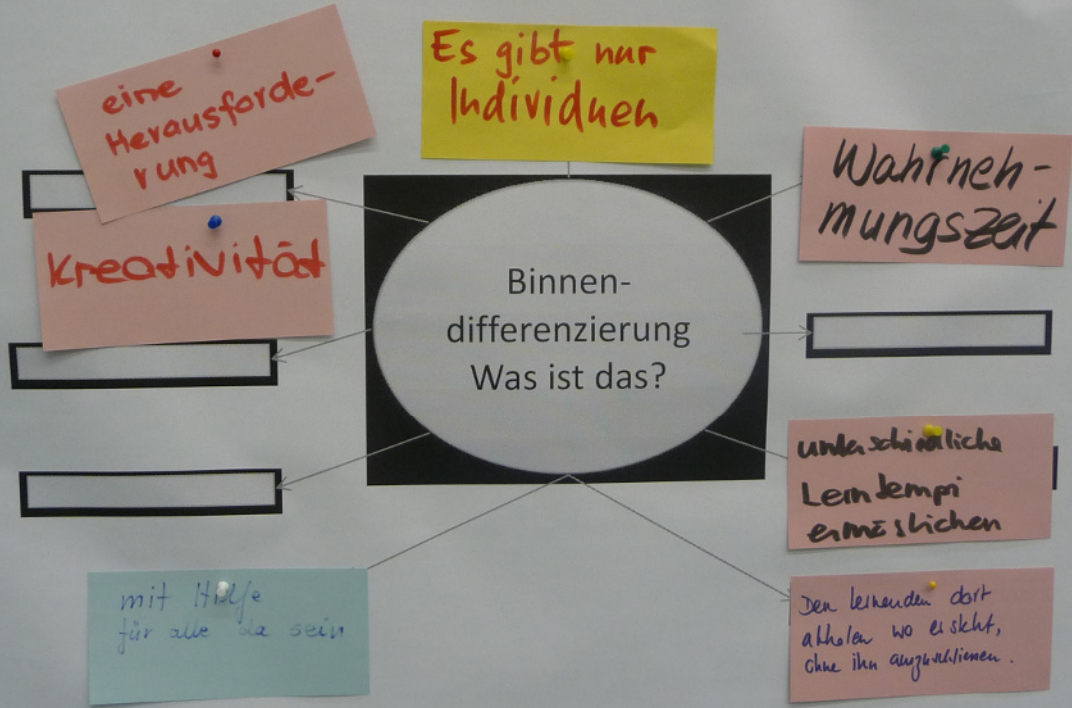 eine
Herausforde-
rung
Es gibt nur
Individuen
Wahrneh-
mungszeit
Kreativität
Binnen-
differenzierung
Was ist das?
unterschiedliche
Lerntempi
ermöglichen
mit Hilfe
für alle da sein
Den lernenden dort
abholen wo er steht,
ohne ihn auszuschliessen.